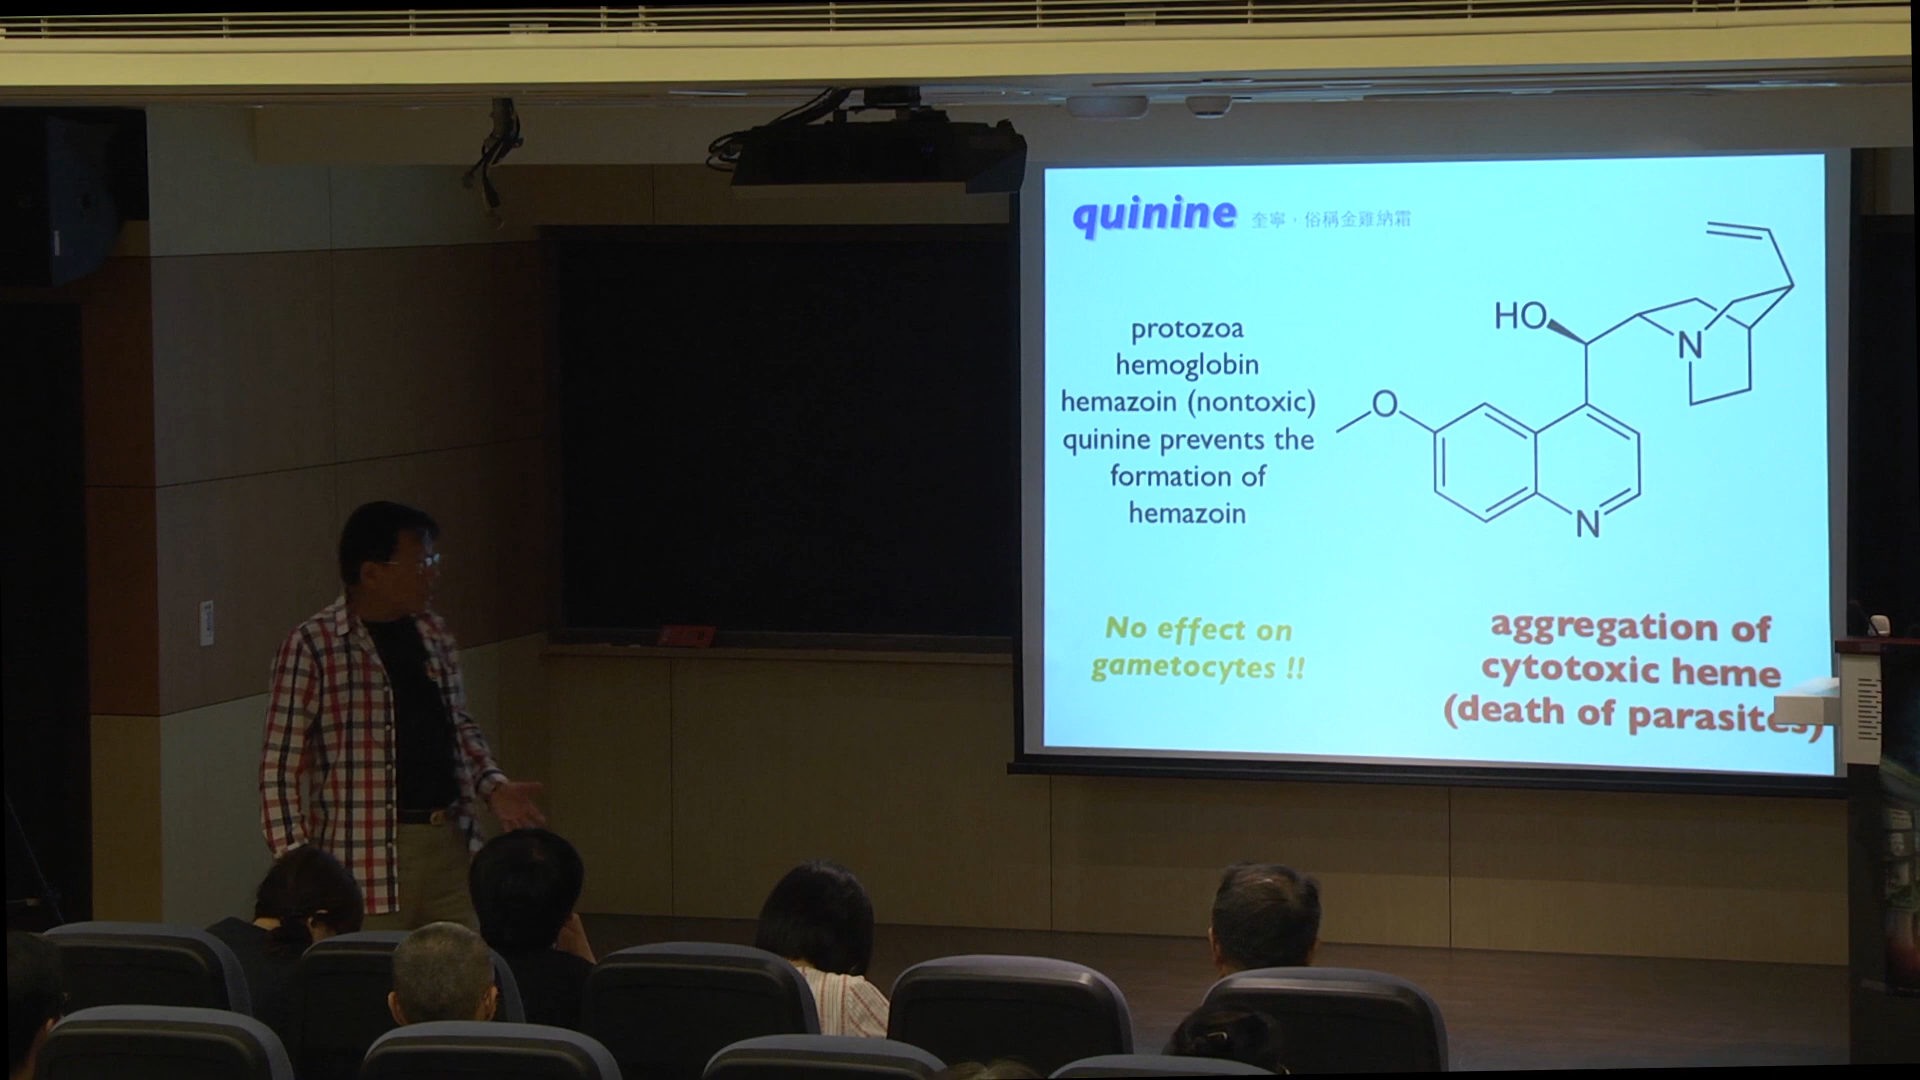 quinine 奎寧，俗稱金雞納霜
protozoa
hemoglobin
hemazoin (nontoxic)
quinine prevents the
formation of
hemazoin
HO
N
O
N
No effect on
gametocytes !!
aggregation of
cytotoxic heme
(death of parasites)